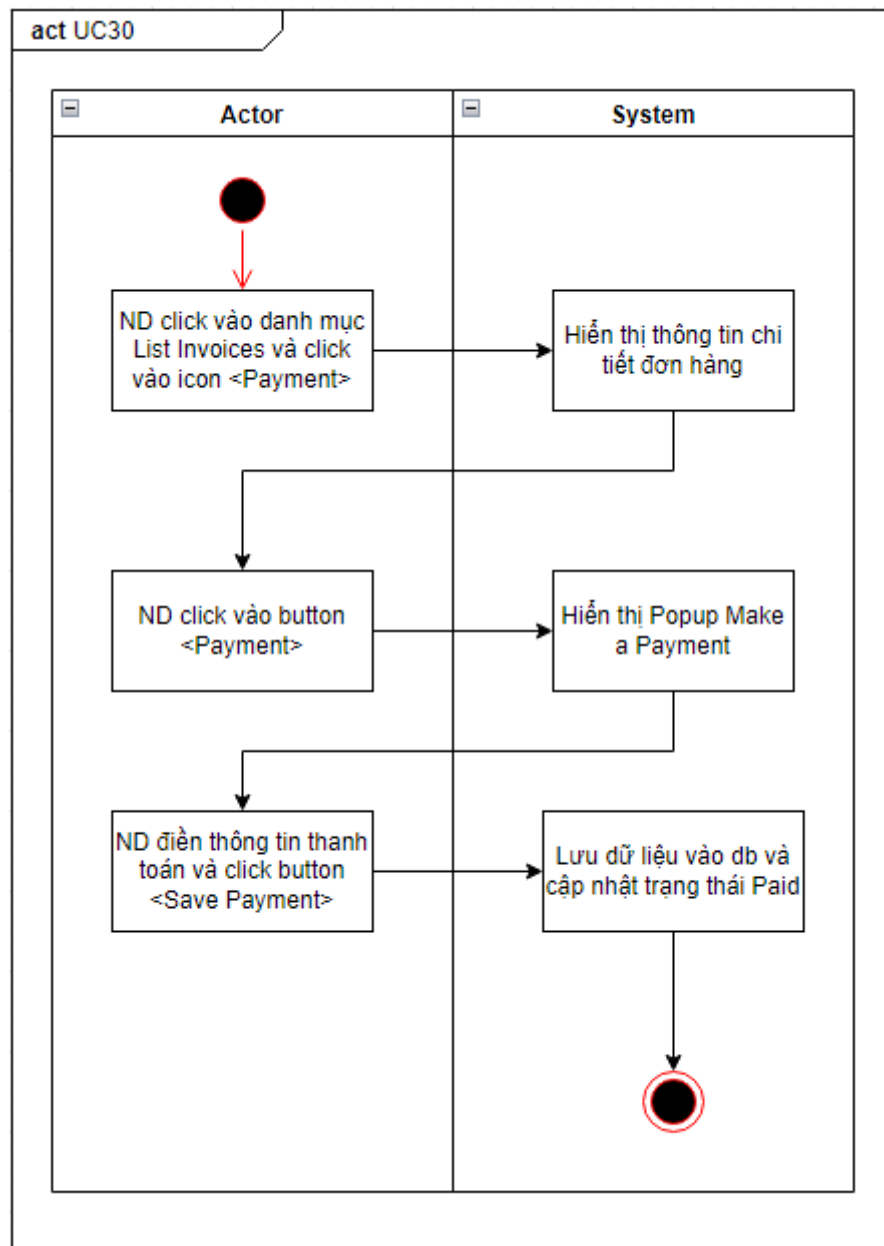 act UC30
Actor
System
ND click vào danh mục
List Invoices và click
vào icon <Payment>
Hiển thị thông tin chi
tiết đơn hàng
ND click vào button
<Payment>
Hiển thị Popup Make
a Payment
ND điền thông tin thanh
toán và click button
<Save Payment>
Lưu dữ liệu vào db và
cập nhật trạng thái Paid